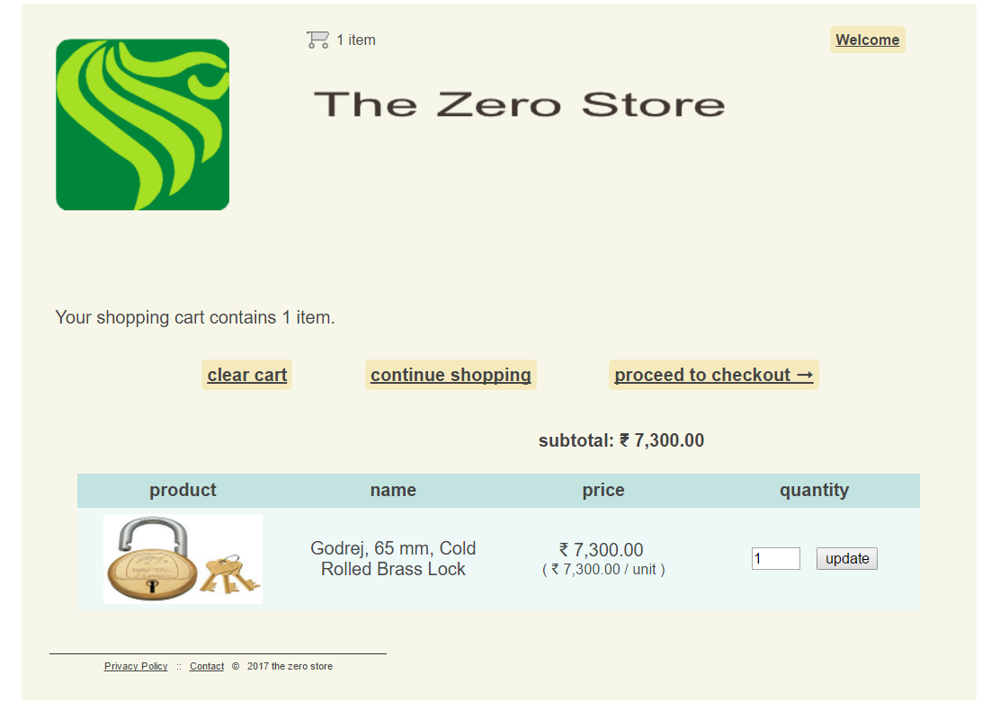 1 item
Welcome
The Zero Store
Your shopping cart contains 1 item.
clear cart
continue shopping
proceed to checkout →
subtotal: ₹ 7,300.00
product name price quantity
Godrej, 65 mm, Cold
Rolled Brass Lock
₹ 7,300.00
( ₹ 7,300.00 / unit )
1
update
NAV-TAL
Privacy Policy :: Contact © 2017 the zero store